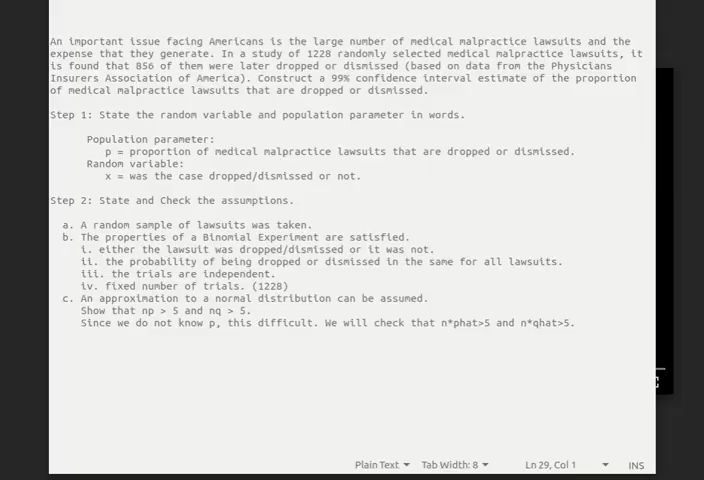 An important issue facing Americans is the large number of medical malpractice lawsuits and the
expense that they generate. In a study of 1228 randomly selected medical malpractice lawsuits, it
is found that 856 of them were later dropped or dismissed (based on data from the Physicians
Insurers Association of America). Construct a 99% confidence interval estimate of the proportion
of medical malpractice lawsuits that are dropped or dismissed.
Step 1: State the random variable and population parameter in words.
Population parameter:
p = proportion of medical malpractice lawsuits that are dropped or dismissed.
Random variable:
x = was the case dropped/dismissed or not.
Step 2: State and Check the assumptions.
a. A random sample of lawsuits was taken.
b. The properties of a Binomial Experiment are satisfied.
i. either the lawsuit was dropped/dismissed or it was not.
ii. the probability of being dropped or dismissed in the same for all lawsuits.
iii. the trials are independent.
iv. fixed number of trials. (1228)
c. An approximation to a normal distribution can be assumed.
Show that np > 5 and nq > 5.
Since we do not know p, this difficult. We will check that n*phat>5 and n*qhat>5.
Plain Text Tab Width: 8 Ln 29, Col 1 INS